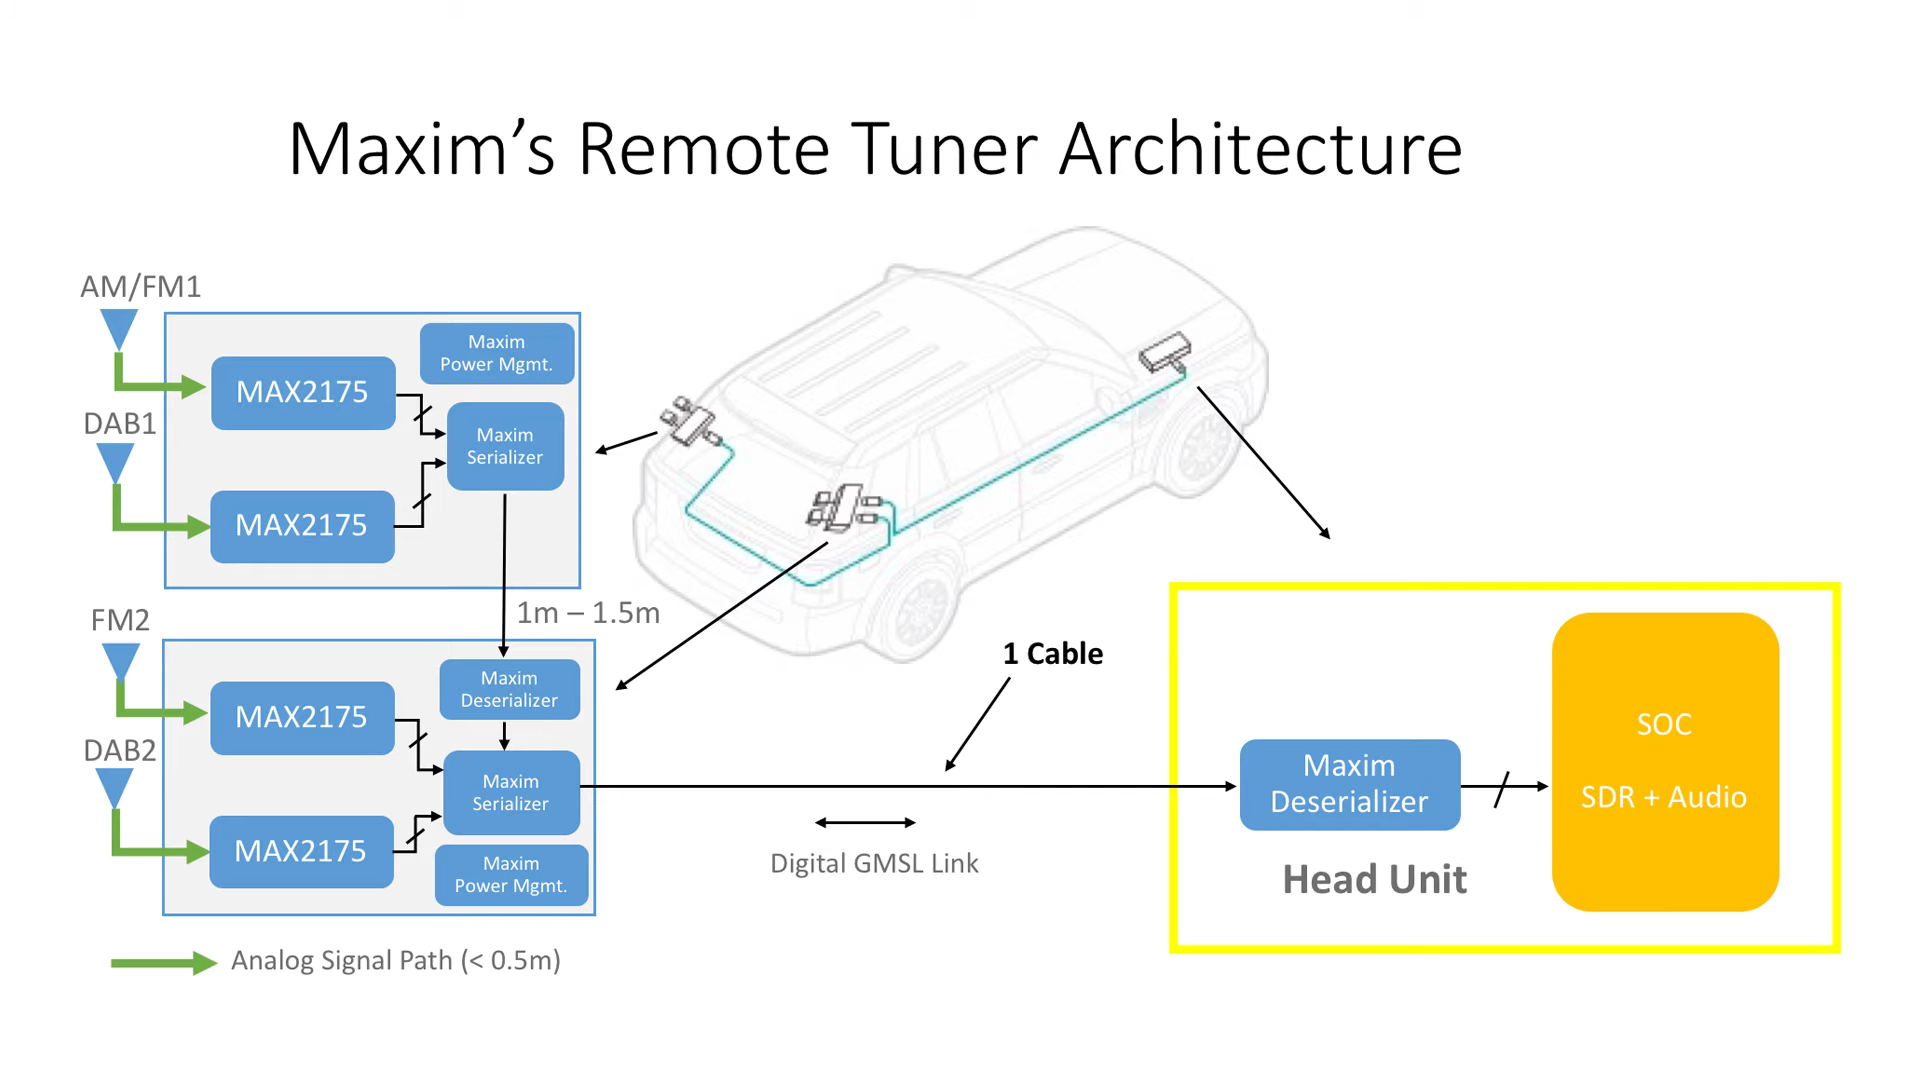 Maxim’s Remote Tuner Architecture
AM/FM1
MAX2175
Maxim
Power Mgmt.
DAB1
MAX2175
Maxim
Serializer
1m – 1.5m
FM2
MAX2175
Maxim
Deserializer
DAB2
MAX2175
Maxim
Serializer
Maxim
Power Mgmt.
1 Cable
Digital GMSL Link
Maxim
Deserializer
Head Unit
SOC
SDR + Audio
Analog Signal Path (< 0.5m)